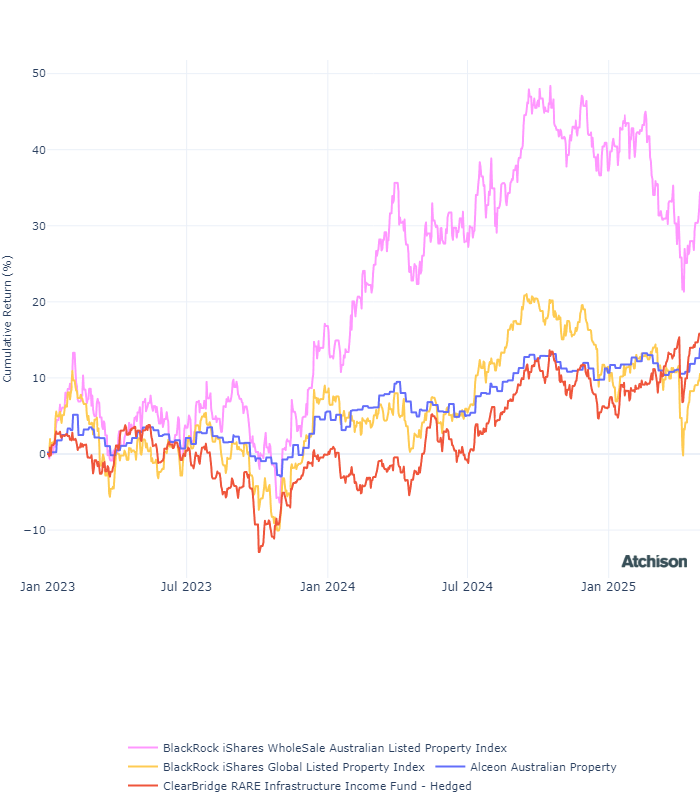 50
40
30
20
10
0
−10
Cumulative Return (%)
Jan 2023 Jul 2023 Jan 2024 Jul 2024 Jan 2025
Atchison
BlackRock iShares WholeSale Australian Listed Property Index
BlackRock iShares Global Listed Property Index Alceon Australian Property
ClearBridge RARE Infrastructure Income Fund - Hedged